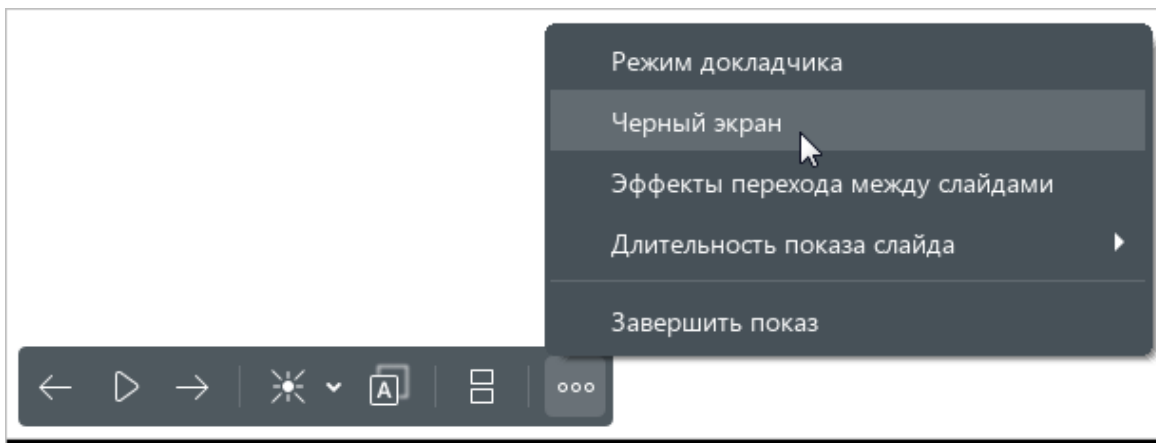 Режим докладчика
Черный экран
Эффекты перехода между слайдами
Длительность показа слайда
Завершить показ
A